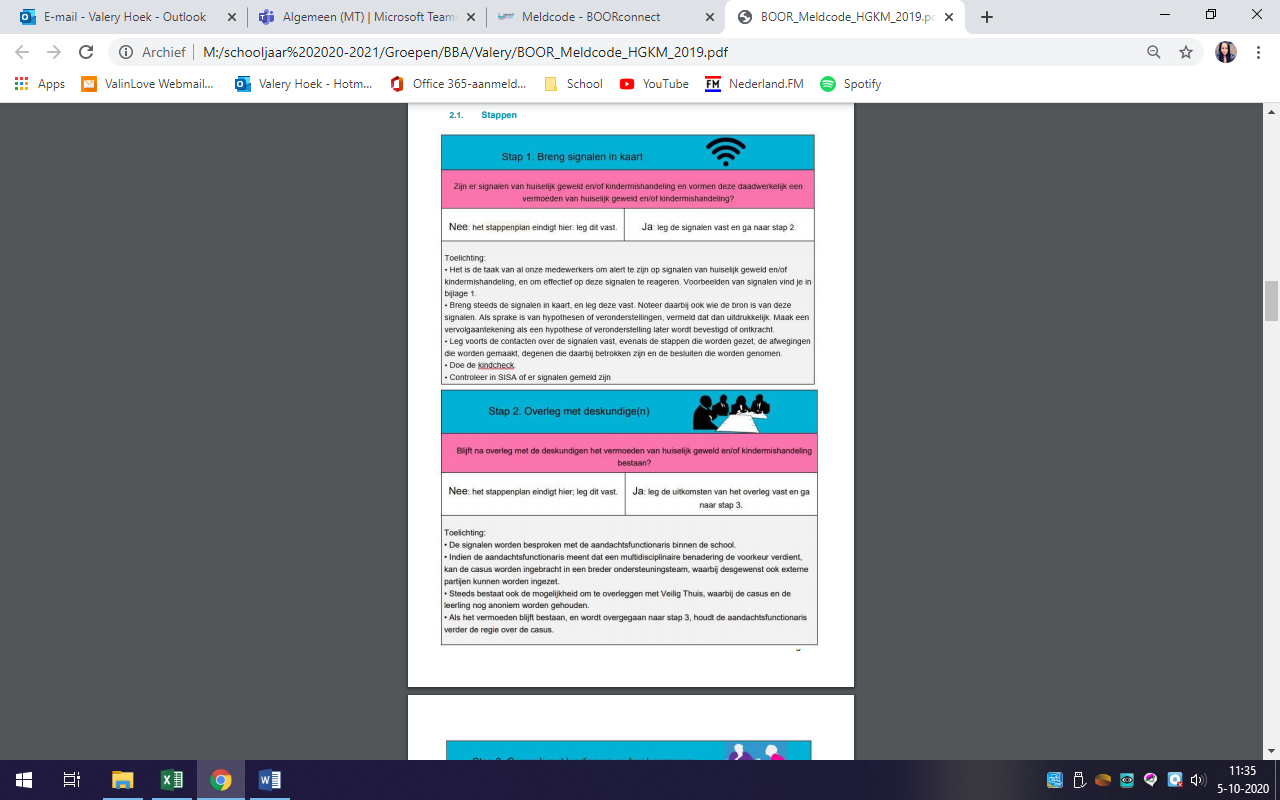 E-mail - Valery Hoek - Outlook
Algemeen (MT) | Microsoft Team
Meldcode - BOORconnect
BOOR_Meldcode_HGKM_2019.p
Archief
M:/schooljaar%202020-2021/Groepen/BBA/Valery/BOOR_Meldcode_HGKM_2019.pdf
Apps
ValinLove Webmail...
Valery Hoek - Hotm...
Office 365-aanmeld...
School
YouTube
FM
Nederland.FM
Spotify
2.1. Stappen
Stap 1. Breng signalen in kaart
Zijn er signalen van huiselijk geweld en/of kindermishandeling en vormen deze daadwerkelijk een
vermoeden van huiselijk geweld en/of kindermishandeling?
Nee: het stappenplan eindigt hier: leg dit vast.
Ja: leg de signalen vast en ga naar stap 2.
Toelichting:
• Het is de taak van al onze medewerkers om alert te zijn op signalen van huiselijk geweld en/of
kindermishandeling, en om effectief op deze signalen te reageren. Voorbeelden van signalen vind je in
bijlage 1.
• Breng steeds de signalen in kaart, en leg deze vast. Noteer daarbij ook wie de bron is van deze
signalen. Als sprake is van hypothesen of veronderstellingen, vermeld dat dan uitdrukkelijk. Maak een
vervolgaantekening als een hypothese of veronderstelling later wordt bevestigd of ontkracht.
• Leg voorts de contacten over de signalen vast, evenals de stappen die worden gezet, de afwegingen
die worden gemaakt, degenen die daarbij betrokken zijn en de besluiten die worden genomen.
• Doe de kindcheck.
• Controleer in SISA of er signalen gemeld zijn
Stap 2. Overleg met deskundige(n)
Blijft na overleg met de deskundigen het vermoeden van huiselijk geweld en/of kindermishandeling
bestaan?
Nee: het stappenplan eindigt hier; leg dit vast.
Ja: leg de uitkomsten van het overleg vast en ga
naar stap 3.
Toelichting:
• De signalen worden besproken met de aandachtsfunctionaris binnen de school.
• Indien de aandachtsfunctionaris meent dat een multidisciplinaire benadering de voorkeur verdient,
kan de casus worden ingebracht in een breder ondersteuningsteam, waarbij desgewenst ook externe
partijen kunnen worden ingezet.
• Steeds bestaat ook de mogelijkheid om te overleggen met Veilig Thuis, waarbij de casus en de
leerling nog anoniem worden gehouden.
• Als het vermoeden blijft bestaan, en wordt overgegaan naar stap 3, houdt de aandachtsfunctionaris
verder de regie over de casus.
11:35
5-10-2020